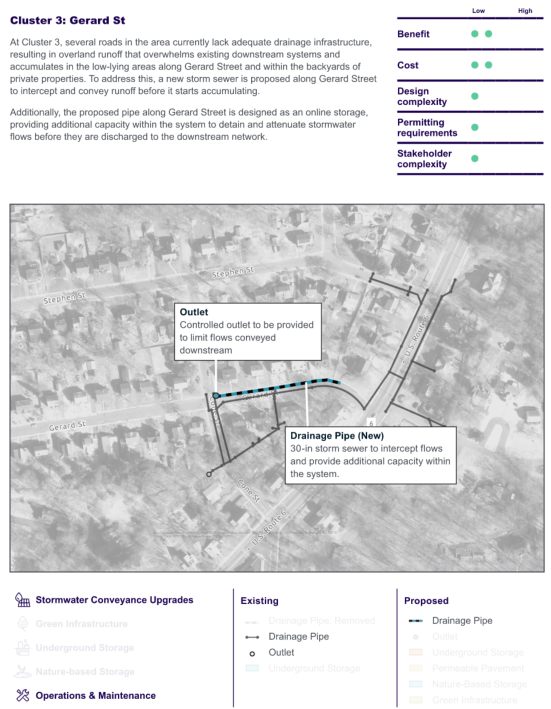 Cluster 3: Gerard St
At Cluster 3, several roads in the area currently lack adequate drainage infrastructure,
resulting in overland runoff that overwhelms existing downstream systems and
accumulates in the low-lying areas along Gerard Street and within the backyards of
private properties. To address this, a new storm sewer is proposed along Gerard Street
to intercept and convey runoff before it starts accumulating.
Additionally, the proposed pipe along Gerard Street is designed as an online storage,
providing additional capacity within the system to detain and attenuate stormwater
flows before they are discharged to the downstream network.
Low High
Benefit
Cost
Design
complexity
Permitting
requirements
Stakeholder
complexity
Stephen St
Stephen St
Outlet
Controlled outlet to be provided
to limit flows conveyed
downstream
U.S. Route 6
Gerard St
Drainage Pipe (New)
30-in storm sewer to intercept flows
and provide additional capacity within
the system.
Cone St
U.S. Route 6
Stormwater Conveyance Upgrades
Green Infrastructure
Underground Storage
Nature-based Storage
Operations & Maintenance
Existing
Drainage Pipe, Removed
Drainage Pipe
Outlet
Underground Storage
Proposed
Drainage Pipe
Outlet
Underground Storage
Permeable Pavement
Nature-Based Storage
Green Infrastructure